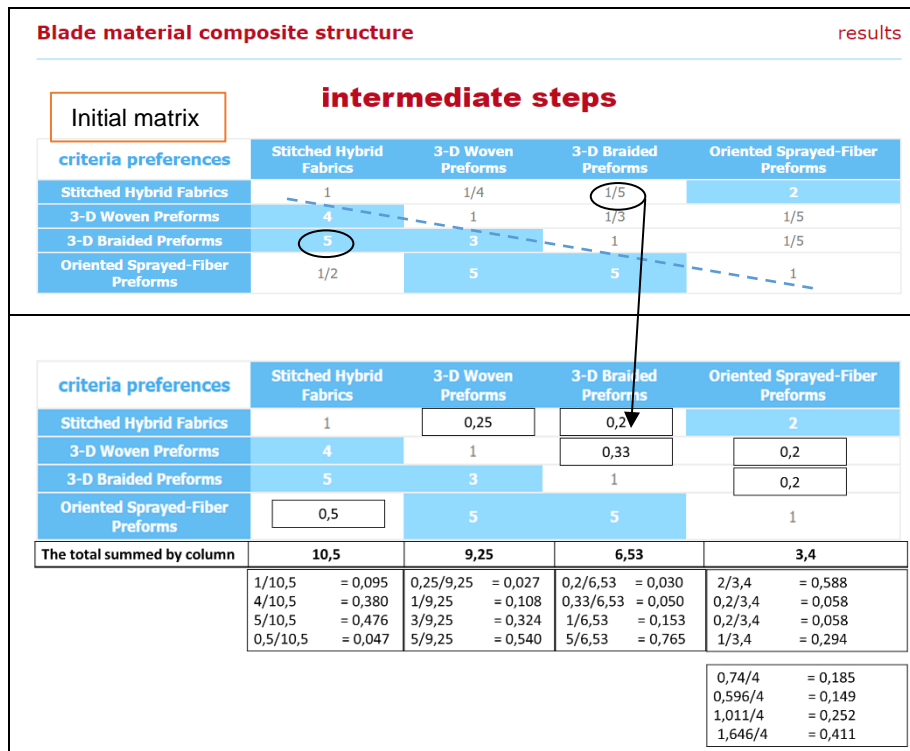 Blade material composite structure results
intermediate steps
Initial matrix
criteria preferences Stitched Hybrid Fabrics 3-D Woven Preforms 3-D Braided Preforms Oriented Sprayed-Fiber Preforms
Stitched Hybrid Fabrics 1 1/4 1/5 2
3-D Woven Preforms 4 1 1/3 1/5
3-D Braided Preforms 5 3 1 1/5
Oriented Sprayed-Fiber Preforms 1/2 5 5 1
criteria preferences Stitched Hybrid Fabrics 3-D Woven Preforms 3-D Braided Preforms Oriented Sprayed-Fiber Preforms
Stitched Hybrid Fabrics 1 0,25 0,2 2
3-D Woven Preforms 4 1 0,33 0,2
3-D Braided Preforms 5 3 1 0,2
Oriented Sprayed-Fiber Preforms 0,5 5 5 1
The total summed by column 10,5 9,25 6,53 3,4
1/10,5 = 0,095 0,25/9,25 = 0,027 0,2/6,53 = 0,030 2/3,4 = 0,588
4/10,5 = 0,380 1/9,25 = 0,108 0,33/6,53 = 0,050 0,2/3,4 = 0,058
5/10,5 = 0,476 3/9,25 = 0,324 1/6,53 = 0,153 0,2/3,4 = 0,058
0,5/10,5 = 0,047 5/9,25 = 0,540 5/6,53 = 0,765 1/3,4 = 0,294
0,74/4 = 0,185
0,596/4 = 0,149
1,011/4 = 0,252
1,646/4 = 0,411